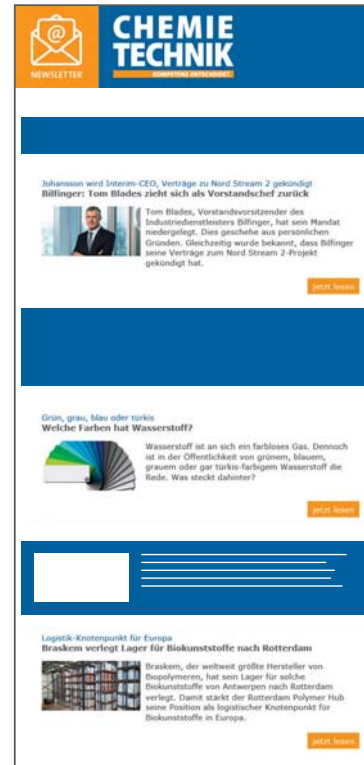 @
CHEMIE
TECHNIK
NEWSLETTER
KOMPETENZ ENTSCHEIDET.
Johansson wird Interim-CEO, Verträge zu Nord Stream 2 gekündigt
Bilfinger: Tom Blades zieht sich als Vorstandschef zurück
Tom Blades, Vorstandsvorsitzender des
Industriedienstleisters Bilfinger, hat sein Mandat
niedergelegt. Dies geschehe aus persönlichen
Gründen. Gleichzeitig wurde bekannt, dass Bilfinger
seine Verträge zum Nord Stream 2-Projekt
gekündigt hat.
jetzt lesen
Grün, grau, blau oder türkis
Welche Farben hat Wasserstoff?
Wasserstoff ist an sich ein farbloses Gas. Dennoch
ist in der Öffentlichkeit von grünem, blauem,
grauem oder gar türkis-farbigem Wasserstoff die
Rede. Was steckt dahinter?
jetzt lesen
Logistik-Knotenpunkt für Europa
Braskem verlegt Lager für Biokunststoffe nach Rotterdam
Braskem, der weltweit größte Hersteller von
Biopolymeren, hat sein Lager für solche
Biokunststoffe von Antwerpen nach Rotterdam
verlegt. Damit stärkt der Rotterdam Polymer Hub
seine Position als logistischer Knotenpunkt für
Biokunststoffe in Europa.
jetzt lesen